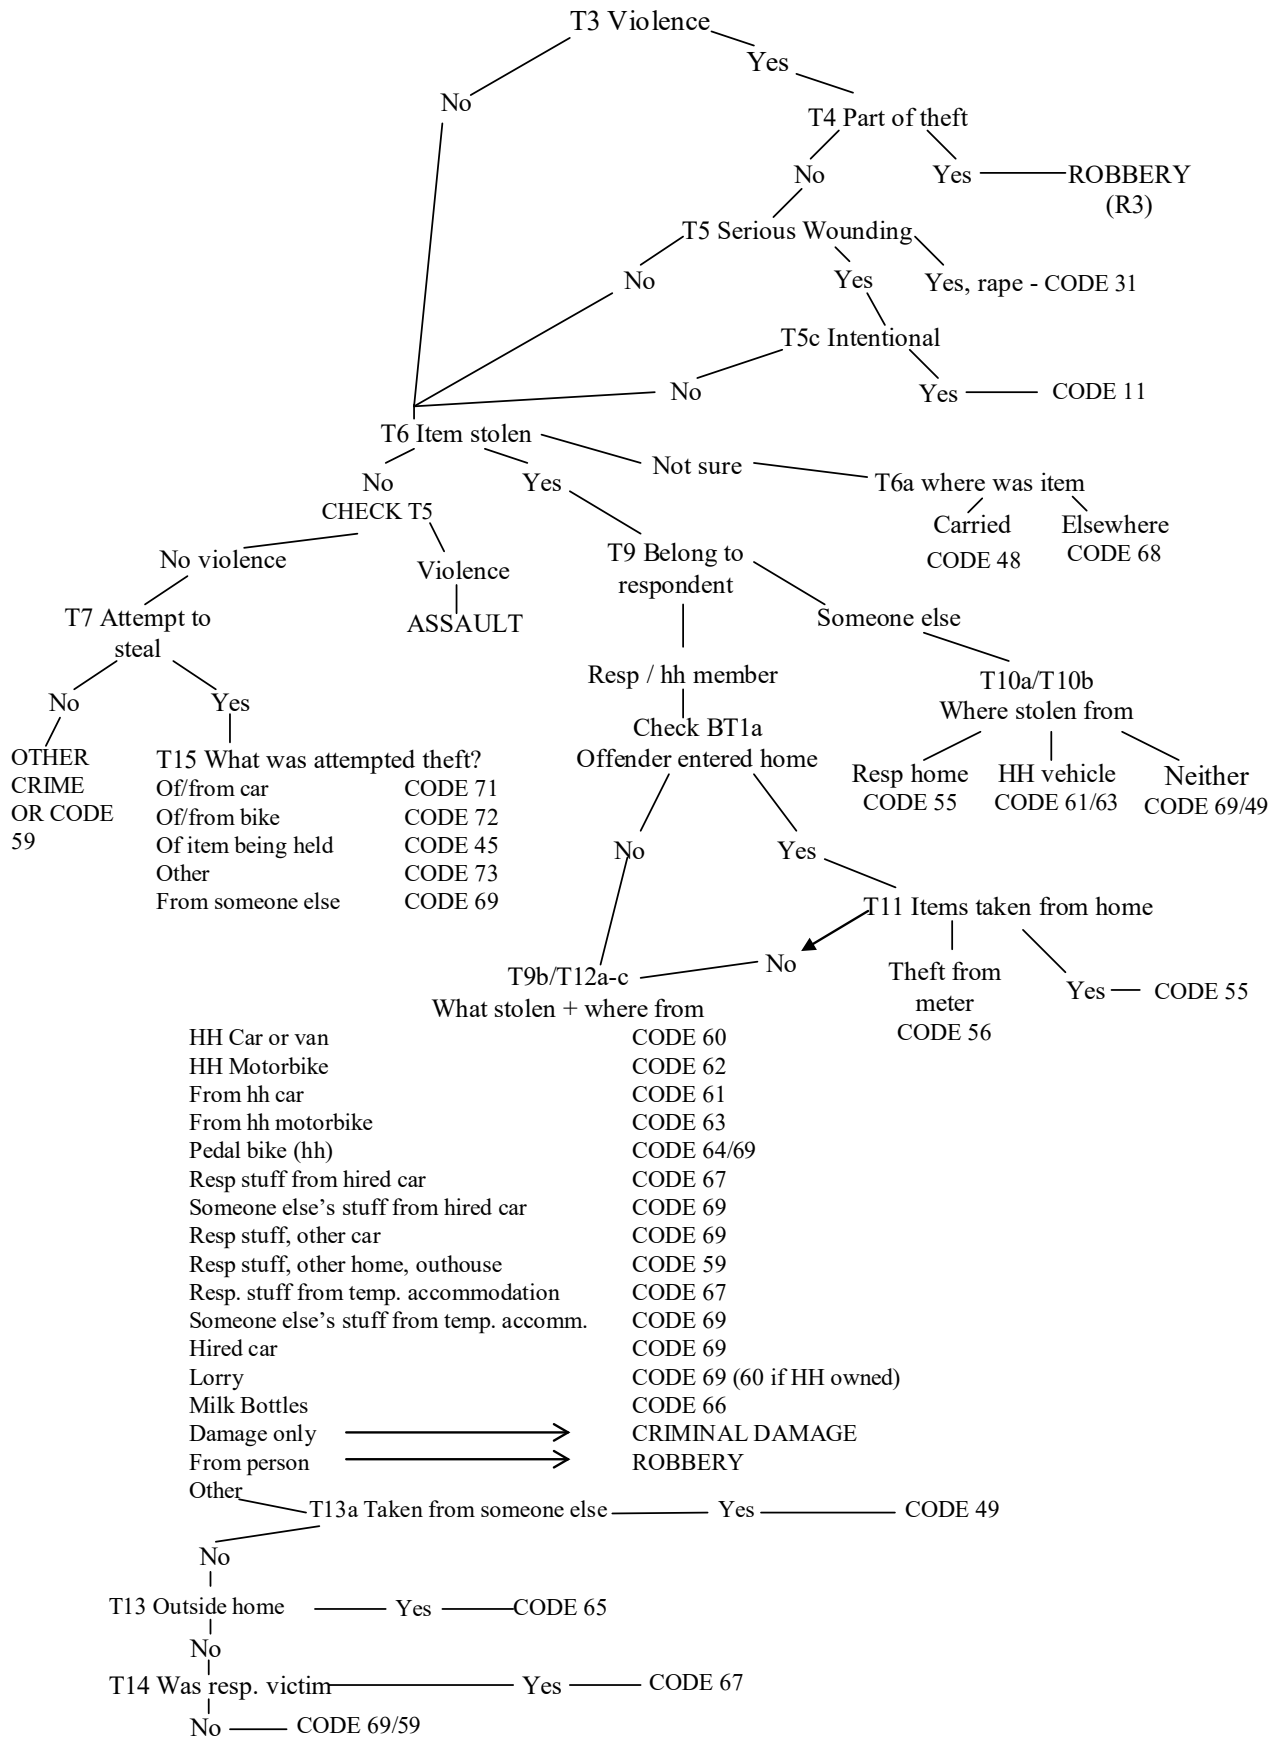 T3 Violence
Yes
No
T4 Part of theft
No
Yes
ROBBERY
(R3)
T5 Serious Wounding
No
Yes
Yes, rape - CODE 31
T5c Intentional
No
Yes
CODE 11
T6 Item stolen
Not sure
No
Yes
T6a where was item
CHECK T5
Carried
CODE 48
Elsewhere
CODE 68
No violence
Violence
ASSAULT
T9 Belong to
respondent
Someone else
T7 Attempt to
steal
No
Yes
Resp / hh member
T10a/T10b
Where stolen from
OTHER
CRIME
OR CODE
59
T15 What was attempted theft?
Of/from car CODE 71
Of/from bike CODE 72
Of item being held CODE 45
Other CODE 73
From someone else CODE 69
Check BT1a
Offender entered home
Resp home
CODE 55
HH vehicle
CODE 61/63
Neither
CODE 69/49
No
Yes
T11 Items taken from home
No
Theft from
meter
CODE 56
Yes
CODE 55
T9b/T12a-c
What stolen + where from
HH Car or van CODE 60
HH Motorbike CODE 62
From hh car CODE 61
From hh motorbike CODE 63
Pedal bike (hh) CODE 64/69
Resp stuff from hired car CODE 67
Someone else’s stuff from hired car CODE 69
Resp stuff, other car CODE 69
Resp stuff, other home, outhouse CODE 59
Resp. stuff from temp. accommodation CODE 67
Someone else’s stuff from temp. accomm. CODE 69
Hired car CODE 69
Lorry CODE 69 (60 if HH owned)
Milk Bottles CODE 66
Damage only CRIMINAL DAMAGE
From person ROBBERY
Other
T13a Taken from someone else Yes CODE 49
No
T13 Outside home Yes CODE 65
No
T14 Was resp. victim Yes CODE 67
No CODE 69/59